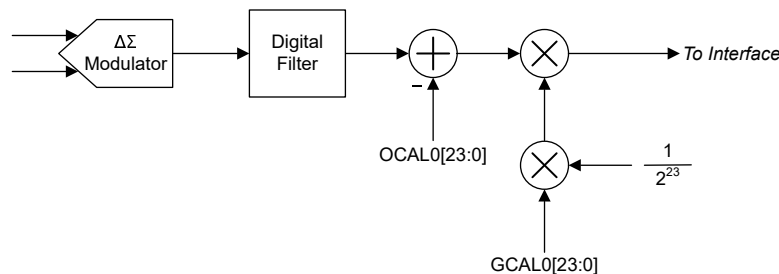 ΔΣ
Modulator
Digital
Filter
To Interface
–
OCAL0[23:0]
1
2²³
GCAL0[23:0]